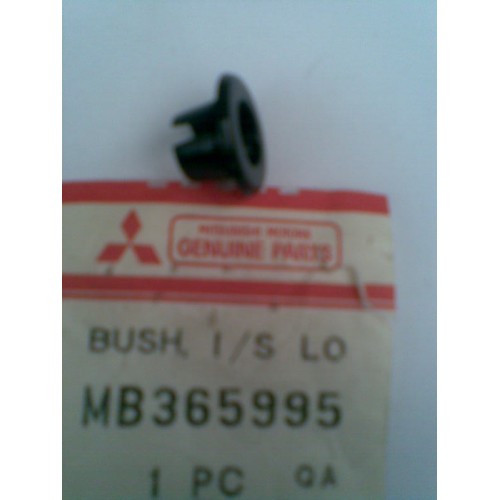 MITSUBISHI MOTORS
GENUINE PARTS
BUSH, I/S LO
MB365995
1 PC QA